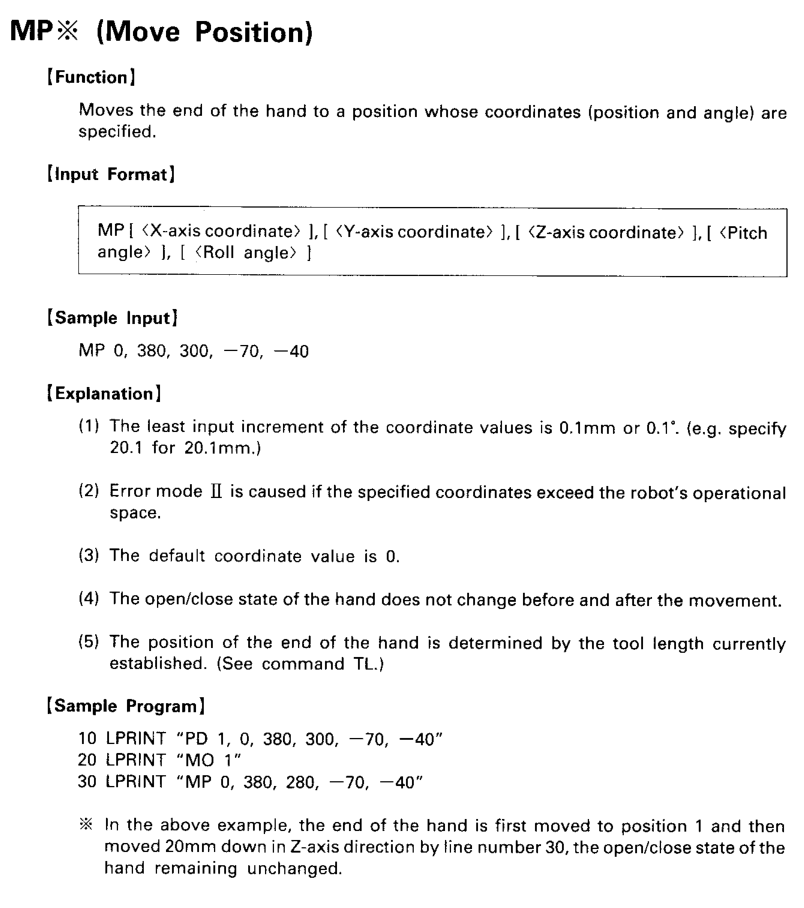 MP※ (Move Position)
[Function]
Moves the end of the hand to a position whose coordinates (position and angle) are
specified.
[Input Format]
MP [ 〈X-axis coordinate〉 ], [ 〈Y-axis coordinate〉 ], [ 〈Z-axis coordinate〉 ], [ 〈Pitch
angle〉 ], [ 〈Roll angle〉 ]
[Sample Input]
MP 0, 380, 300, −70, −40
[Explanation]
(1) The least input increment of the coordinate values is 0.1mm or 0.1°. (e.g. specify
20.1 for 20.1mm.)
(2) Error mode Ⅱ is caused if the specified coordinates exceed the robot's operational
space.
(3) The default coordinate value is 0.
(4) The open/close state of the hand does not change before and after the movement.
(5) The position of the end of the hand is determined by the tool length currently
established. (See command TL.)
[Sample Program]
10 LPRINT "PD 1, 0, 380, 300, −70, −40"
20 LPRINT "MO 1"
30 LPRINT "MP 0, 380, 280, −70, −40"
※ In the above example, the end of the hand is first moved to position 1 and then
moved 20mm down in Z-axis direction by line number 30, the open/close state of the
hand remaining unchanged.